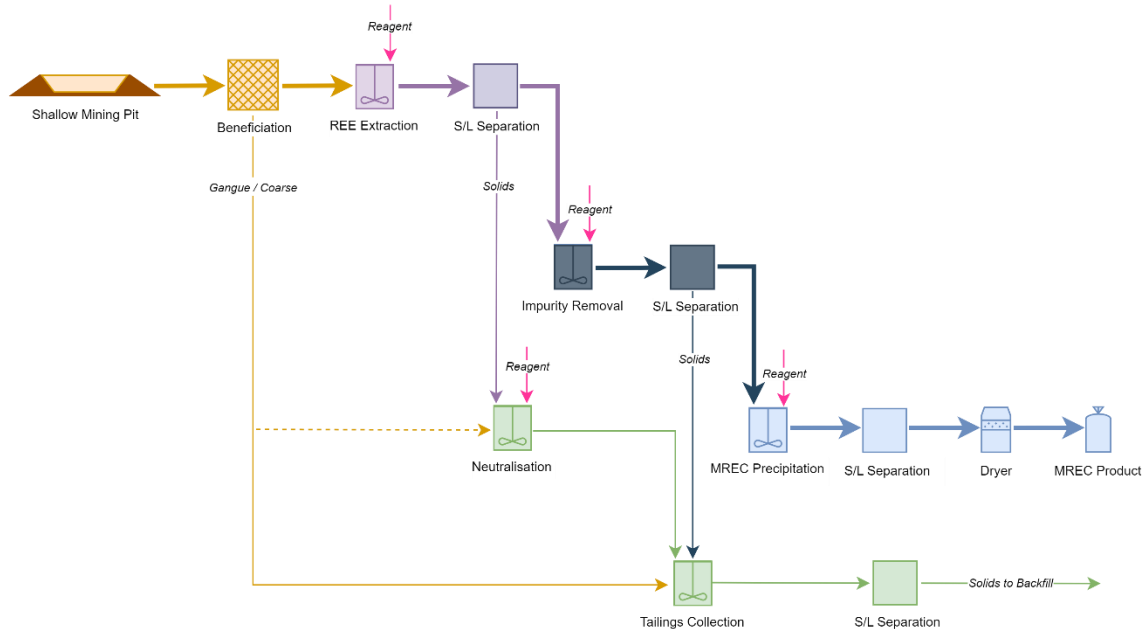 Reagent
Shallow Mining Pit
Beneficiation
REE Extraction
S/L Separation
Gangue / Coarse
Solids
Reagent
Impurity Removal
S/L Separation
Reagent
Solids
Reagent
Neutralisation
MREC Precipitation
S/L Separation
Dryer
MREC Product
Tailings Collection
S/L Separation
Solids to Backfill